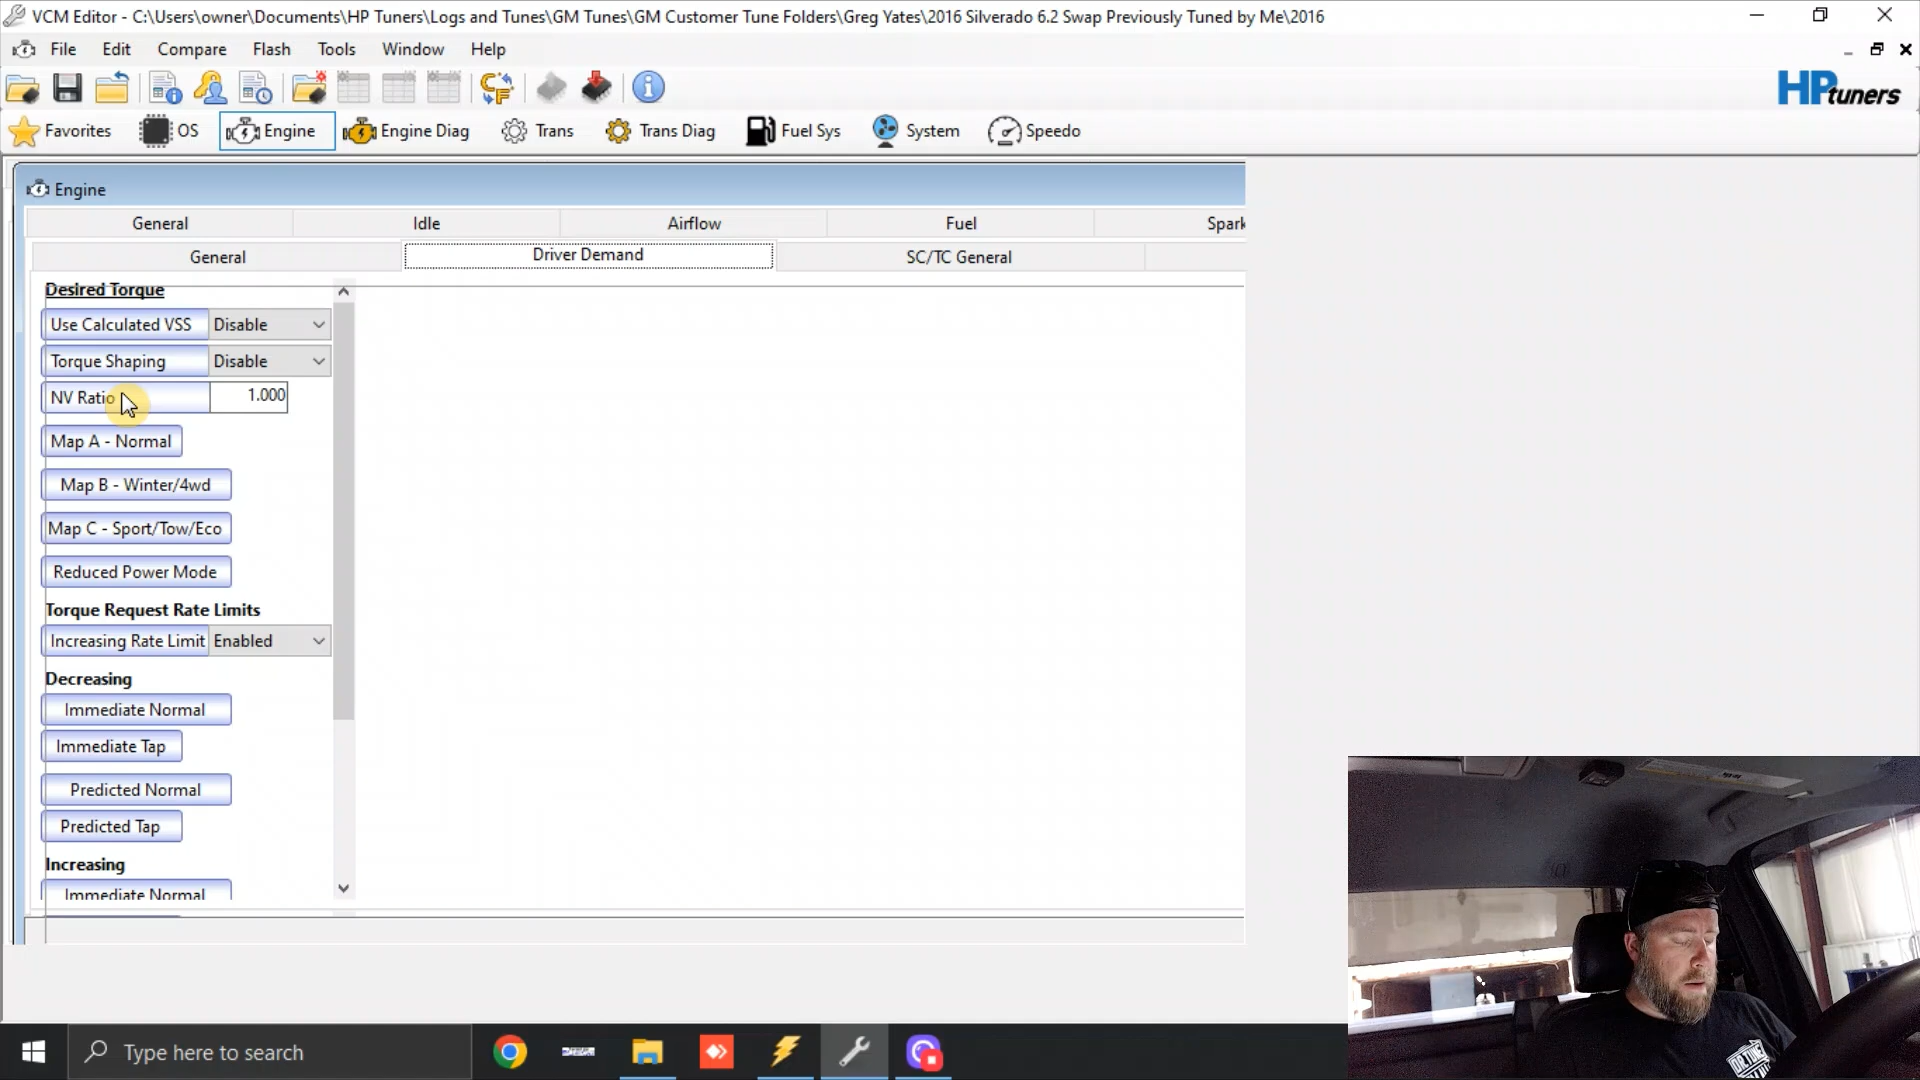 VCM Editor - C:\Users\owner\Documents\HP Tuners\Logs and Tunes\GM Tunes\GM Customer Tune Folders\Greg Yates\2016 Silverado 6.2 Swap Previously Tuned by Me\2016
File Edit Compare Flash Tools Window Help
HPtuners
Favorites OS Engine Engine Diag Trans Trans Diag Fuel Sys System Speedo
Engine
General Idle Airflow Fuel Spark
General Driver Demand SC/TC General
Desired Torque
Use Calculated VSS Disable
Torque Shaping Disable
NV Ratio 1.000
Map A - Normal
Map B - Winter/4wd
Map C - Sport/Tow/Eco
Reduced Power Mode
Torque Request Rate Limits
Increasing Rate Limit Enabled
Decreasing
Immediate Normal
Immediate Tap
Predicted Normal
Predicted Tap
Increasing
Immediate Normal
Type here to search